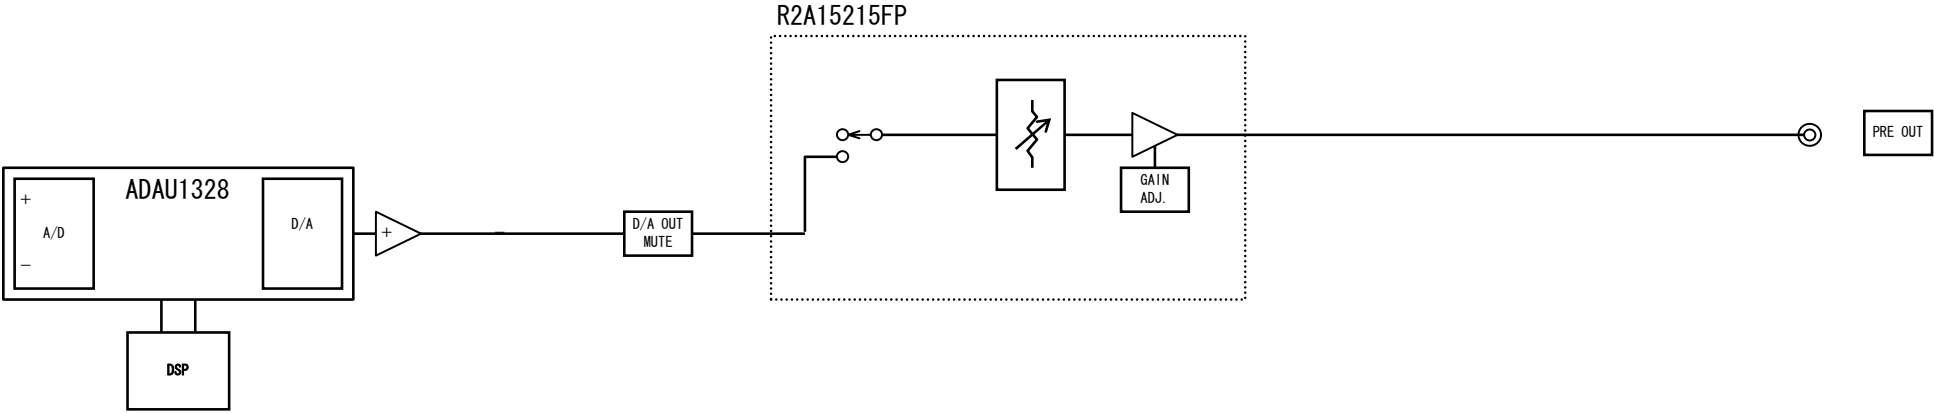 R2A15215FP
GAIN
ADJ.
PRE OUT
ADAU1328
+
A/D
−
D/A
+
D/A OUT
MUTE
DSP